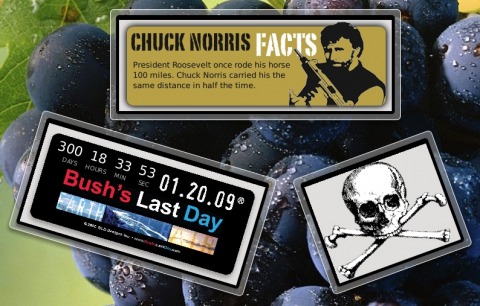 CHUCK NORRIS FACTS
President Roosevelt once rode his horse
100 miles. Chuck Norris carried his the
same distance in half the time.
300 18 33 53 01.20.09®
DAYS HOURS MIN SEC
Bush's Last Day
EARTH